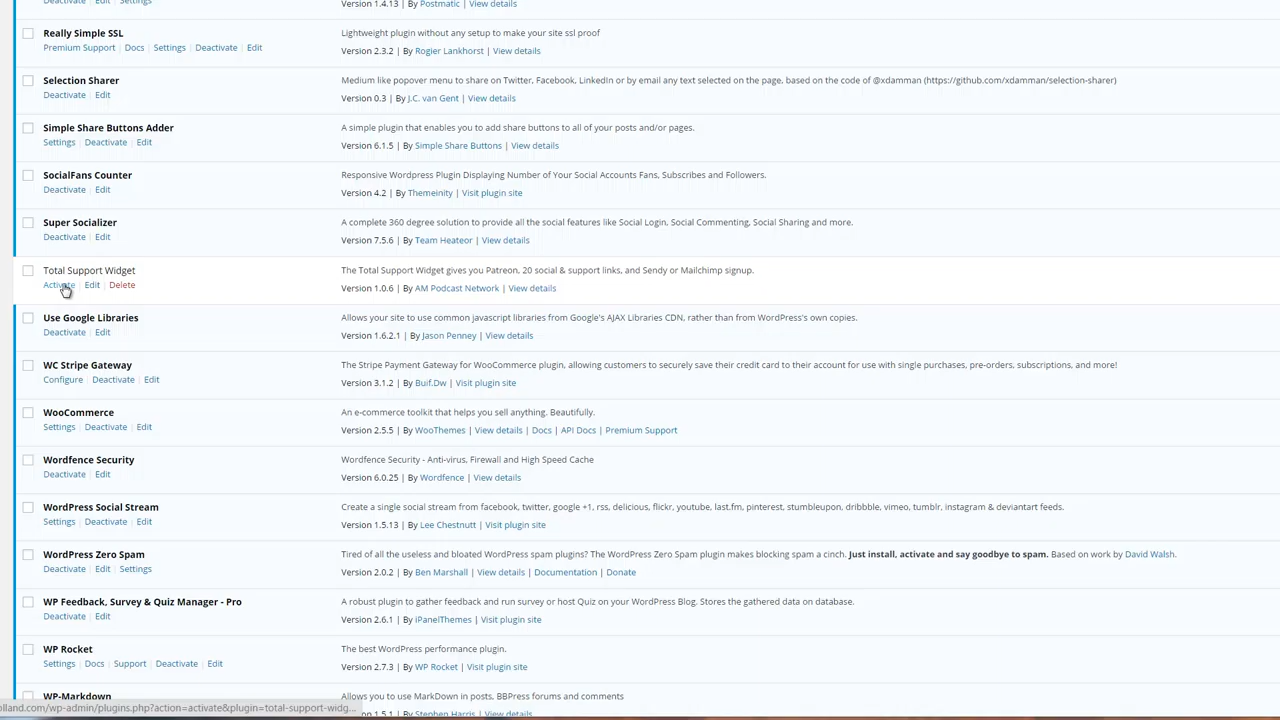 Deactivate | Edit | Settings
Version 1.4.13 | By Postmatic | View details
Really Simple SSL
Lightweight plugin without any setup to make your site ssl proof
Premium Support | Docs | Settings | Deactivate | Edit
Version 2.3.2 | By Rogier Lankhorst | View details
Selection Sharer
Medium like popover menu to share on Twitter, Facebook, LinkedIn or by email any text selected on the page, based on the code of @xdamman (https://github.com/xdamman/selection-sharer)
Deactivate | Edit
Version 0.3 | By J.C. van Gent | View details
Simple Share Buttons Adder
A simple plugin that enables you to add share buttons to all of your posts and/or pages.
Settings | Deactivate | Edit
Version 6.1.5 | By Simple Share Buttons | View details
SocialFans Counter
Responsive Wordpress Plugin Displaying Number of Your Social Accounts Fans, Subscribes and Followers.
Deactivate | Edit
Version 4.2 | By Themeinity | Visit plugin site
Super Socializer
A complete 360 degree solution to provide all the social features like Social Login, Social Commenting, Social Sharing and more.
Deactivate | Edit
Version 7.5.6 | By Team Heateor | View details
Total Support Widget
The Total Support Widget gives you Patreon, 20 social & support links, and Sendy or Mailchimp signup.
Activate | Edit | Delete
Version 1.0.6 | By AM Podcast Network | View details
Use Google Libraries
Allows your site to use common javascript libraries from Google's AJAX Libraries CDN, rather than from WordPress's own copies.
Deactivate | Edit
Version 1.6.2.1 | By Jason Penney | View details
WC Stripe Gateway
The Stripe Payment Gateway for WooCommerce plugin, allowing customers to securely save their credit card to their account for use with single purchases, pre-orders, subscriptions, and more!
Configure | Deactivate | Edit
Version 3.1.2 | By Buif.Dw | Visit plugin site
WooCommerce
An e-commerce toolkit that helps you sell anything. Beautifully.
Settings | Deactivate | Edit
Version 2.5.5 | By WooThemes | View details | Docs | API Docs | Premium Support
Wordfence Security
Wordfence Security - Anti-virus, Firewall and High Speed Cache
Deactivate | Edit
Version 6.0.25 | By Wordfence | View details
WordPress Social Stream
Create a single social stream from facebook, twitter, google +1, rss, delicious, flickr, youtube, last.fm, pinterest, stumbleupon, dribbble, vimeo, tumblr, instagram & deviantart feeds.
Settings | Deactivate | Edit
Version 1.5.13 | By Lee Chestnutt | Visit plugin site
WordPress Zero Spam
Tired of all the useless and bloated WordPress spam plugins? The WordPress Zero Spam plugin makes blocking spam a cinch. Just install, activate and say goodbye to spam. Based on work by David Walsh.
Deactivate | Edit | Settings
Version 2.0.2 | By Ben Marshall | View details | Documentation | Donate
WP Feedback, Survey & Quiz Manager - Pro
A robust plugin to gather feedback and run survey or host Quiz on your WordPress Blog. Stores the gathered data on database.
Deactivate | Edit
Version 2.6.1 | By iPanelThemes | Visit plugin site
WP Rocket
The best WordPress performance plugin.
Settings | Docs | Support | Deactivate | Edit
Version 2.7.3 | By WP Rocket | Visit plugin site
WP-Markdown
Allows you to use MarkDown in posts, BBPress forums and comments
olland.com/wp-admin/plugins.php?action=activate&plugin=total-support-widg...
1.5.1 | By Stephen Harris | View details